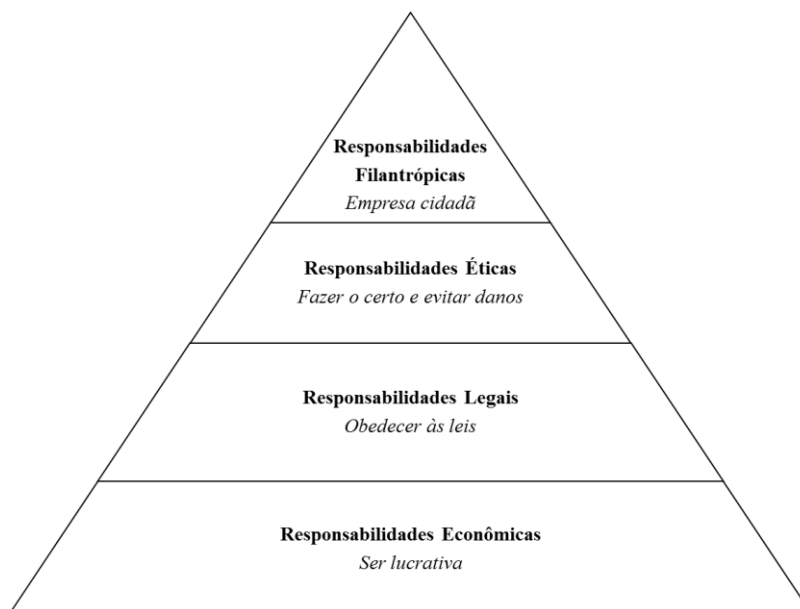 Responsabilidades
Filantrópicas
Empresa cidadã
Responsabilidades Éticas
Fazer o certo e evitar danos
Responsabilidades Legais
Obedecer às leis
Responsabilidades Econômicas
Ser lucrativa